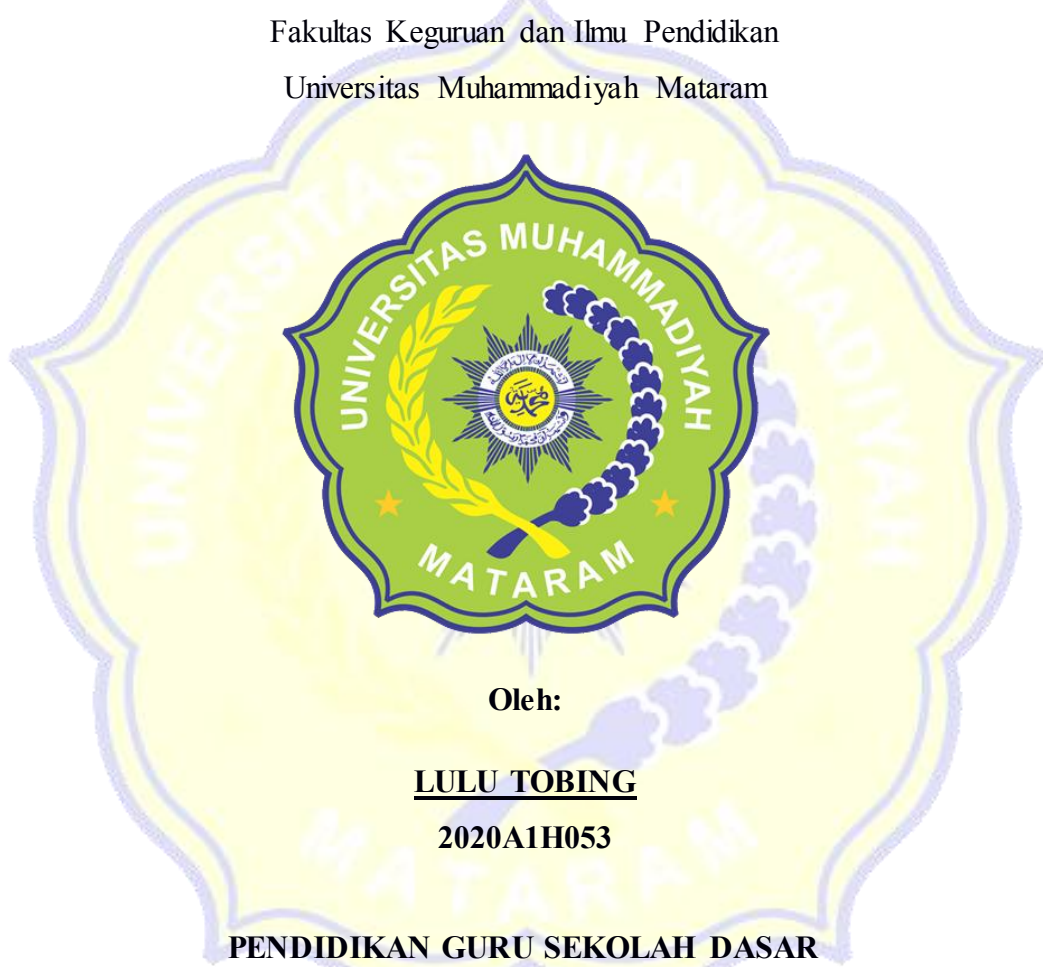 Fakultas Keguruan dan Ilmu Pendidikan
Universitas Muhammadiyah Mataram
UNIVERSITAS MUHAMMADIYAH
MATARAM
Oleh:
LULU TOBING
2020A1H053
PENDIDIKAN GURU SEKOLAH DASAR